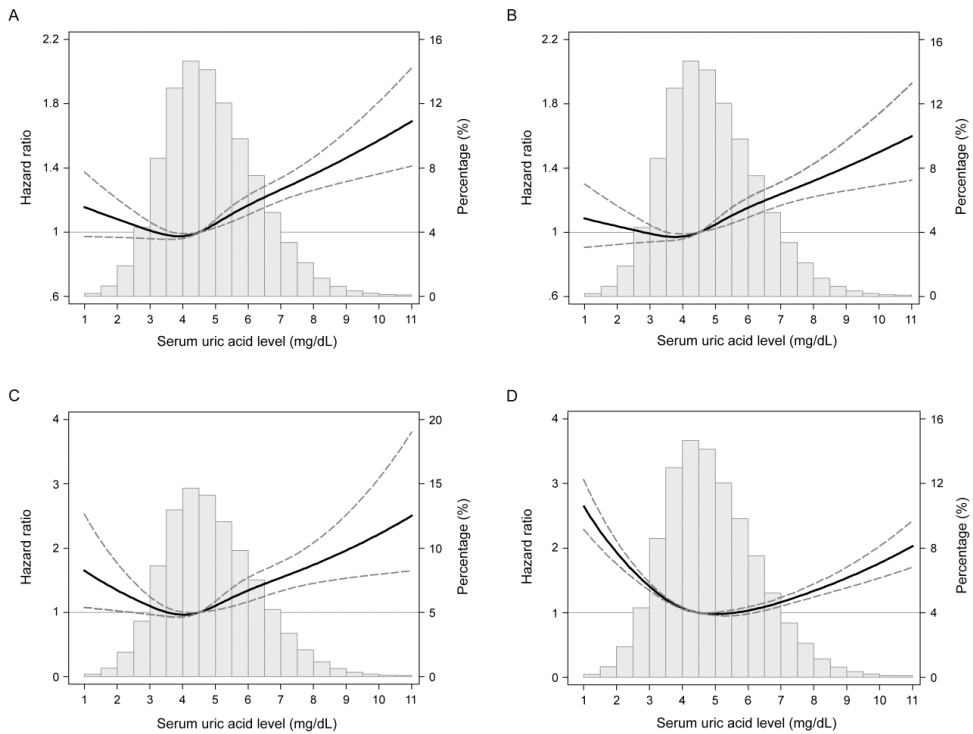 A
2.2
1.8
1.4
1
.6
Hazard ratio
16
12
8
4
0
Percentage (%)
1 2 3 4 5 6 7 8 9 10 11
Serum uric acid level (mg/dL)
B
2.2
1.8
1.4
1
.6
Hazard ratio
16
12
8
4
0
Percentage (%)
1 2 3 4 5 6 7 8 9 10 11
Serum uric acid level (mg/dL)
C
4
3
2
1
0
Hazard ratio
20
15
10
5
0
Percentage (%)
1 2 3 4 5 6 7 8 9 10 11
Serum uric acid level (mg/dL)
D
4
3
2
1
0
Hazard ratio
16
12
8
4
0
Percentage (%)
1 2 3 4 5 6 7 8 9 10 11
Serum uric acid level (mg/dL)